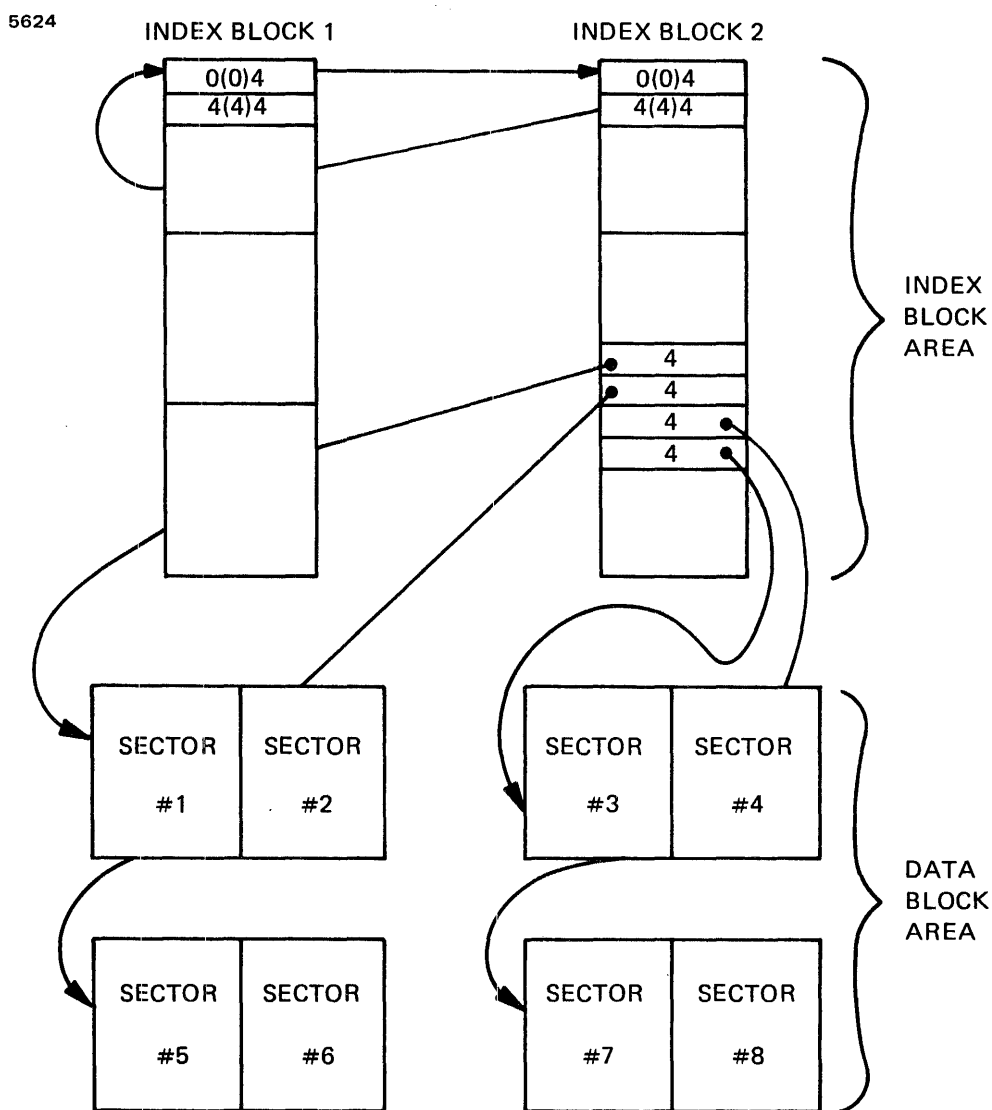 5624
INDEX BLOCK 1
INDEX BLOCK 2
0(0)4
4(4)4
0(0)4
4(4)4
4
4
4
4
INDEX
BLOCK
AREA
SECTOR
#1
SECTOR
#2
SECTOR
#3
SECTOR
#4
DATA
BLOCK
AREA
SECTOR
#5
SECTOR
#6
SECTOR
#7
SECTOR
#8